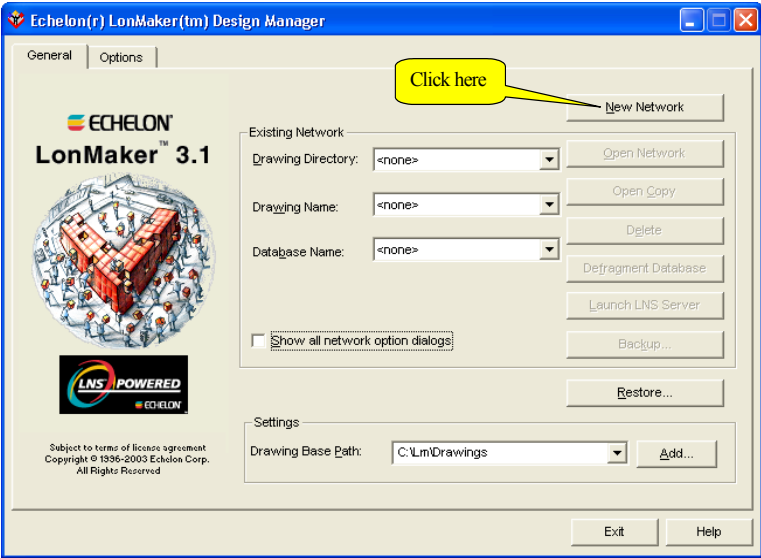 Echelon(r) LonMaker(tm) Design Manager
General
Options
Click here
New Network
ECHELON
LonMaker™ 3.1
Existing Network
Drawing Directory:
<none>
Open Network
Open Copy
Drawing Name:
<none>
Delete
Database Name:
<none>
Defragment Database
Launch LNS Server
Show all network option dialogs
Backup...
LNS POWERED
ECHELON
Restore...
Settings
Drawing Base Path:
C:\Lm\Drawings
Add...
Subject to terms of license agreement
Copyright © 1996-2003 Echelon Corp.
All Rights Reserved
Exit
Help